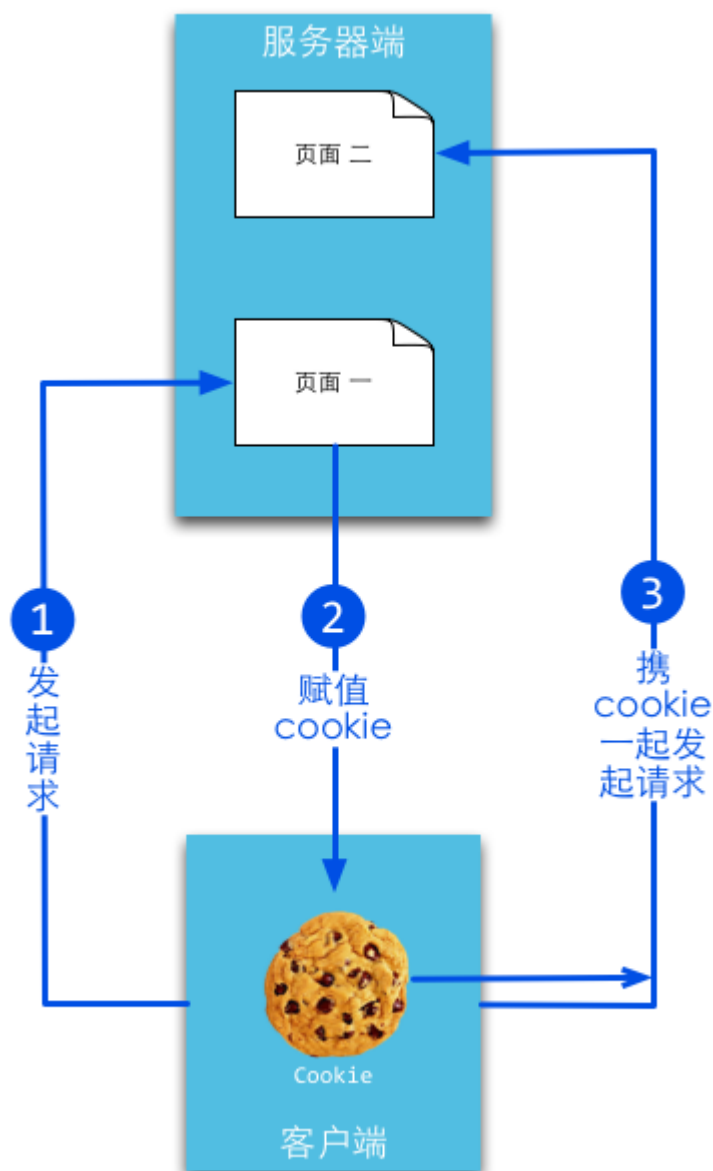 服务器端
页面 二
页面 一
1
发
起
请
求
2
赋值
cookie
3
携
cookie
一起发
起请求
Cookie
客户端